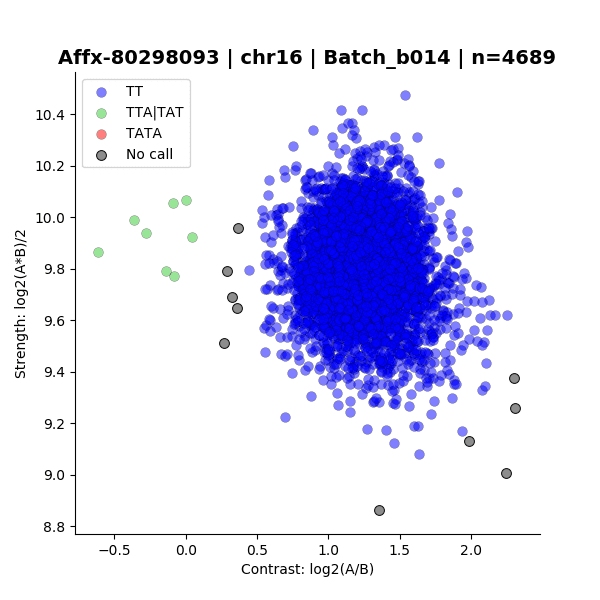 Affx-80298093 | chr16 | Batch_b014 | n=4689
TT
TTA|TAT
TATA
No call
Strength: log2(A*B)/2
10.4
10.2
10.0
9.8
9.6
9.4
9.2
9.0
8.8
−0.5
0.0
0.5
1.0
1.5
2.0
Contrast: log2(A/B)